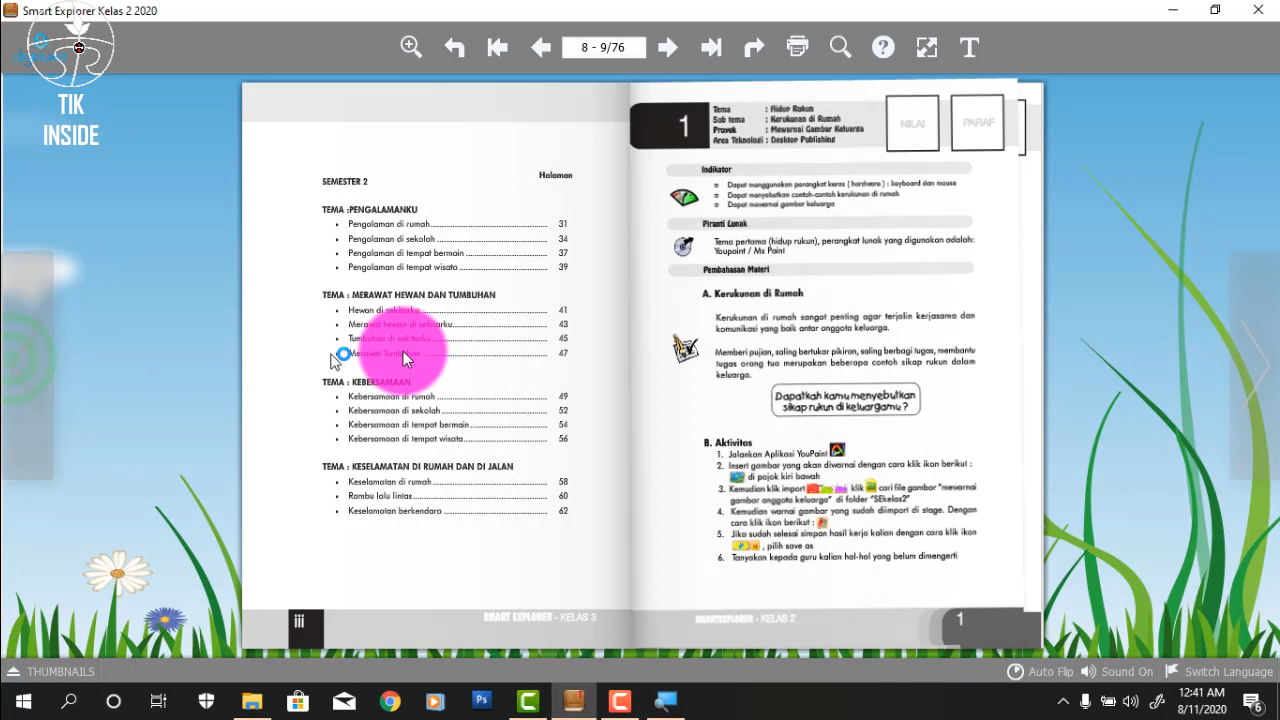 Smart Explorer Kelas 2 2020
8 - 9/76
TIK
INSIDE
SEMESTER 2
Halaman
TEMA :PENGALAMANKU
• Pengalaman di rumah 31
• Pengalaman di sekolah 34
• Pengalaman di tempat bermain 37
• Pengalaman di tempat wisata 39
TEMA : MERAWAT HEWAN DAN TUMBUHAN
• Hewan di sekitarku 41
• Merawat hewan di sekitarku 43
• Tumbuhan di sekitarku 45
• Merawat Tumbuhan 47
TEMA : KEBERSAMAAN
• Kebersamaan di rumah 49
• Kebersamaan di sekolah 52
• Kebersamaan di tempat bermain 54
• Kebersamaan di tempat wisata 56
TEMA : KESELAMATAN DI RUMAH DAN DI JALAN
• Keselamatan di rumah 58
• Rambu lalu lintas 60
• Keselamatan berkendara 62
iii
SMART EXPLORER - KELAS 3
1
Tema : Hidup Rukun
Sub tema : Kerukunan di Rumah
Proyek : Mewarnai Gambar Keluarga
Area Teknologi : Desktop Publishing
NILAI
PARAF
Indikator
Dapat menggunakan perangkat keras ( hardware ) : keyboard dan mouse
Dapat menyebutkan contoh-contoh kerukunan di rumah
Dapat mewarnai gambar keluarga
Piranti Lunak
Tema pertama (hidup rukun), perangkat lunak yang digunakan adalah:
Youpaint / Ms Paint
Pembahasan Materi
A. Kerukunan di Rumah
Kerukunan di rumah sangat penting agar terjalin kerjasama dan
komunikasi yang baik antar anggota keluarga.
Memberi pujian, saling bertukar pikiran, saling berbagi tugas, membantu
tugas orang tua merupakan beberapa contoh sikap rukun dalam
keluarga.
Dapatkah kamu menyebutkan
sikap rukun di keluargamu ?
B. Aktivitas
1. Jalankan Aplikasi YouPaint
2. Insert gambar yang akan diwarnai dengan cara klik ikon berikut :
di pojok kiri bawah
3. Kemudian klik import klik cari file gambar "mewarnai
gambar anggota keluarga" di folder "SEkelas2"
4. Kemudian warnai gambar yang sudah diimport di stage. Dengan
cara klik ikon berikut :
5. Jika sudah selesai simpan hasil kerja kalian dengan cara klik ikon
, pilih save as
6. Tanyakan kepada guru kalian hal-hal yang belum dimengerti
SMARTEXPLORER - KELAS 2
1
THUMBNAILS
Auto Flip
Sound On
Switch Language
12:41 AM
8/11/2020
6